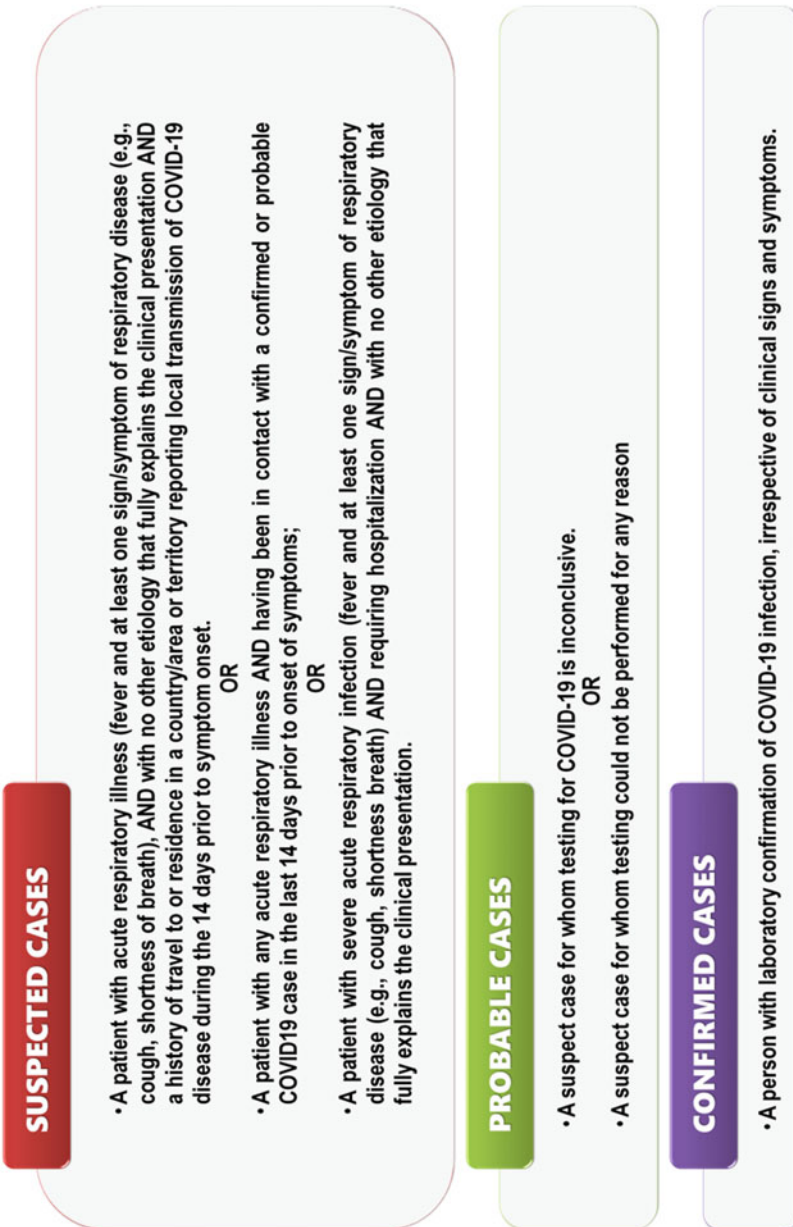 SUSPECTED CASES
•A patient with acute respiratory illness (fever and at least one sign/symptom of respiratory disease (e.g.,
cough, shortness of breath), AND with no other etiology that fully explains the clinical presentation AND
a history of travel to or residence in a country/area or territory reporting local transmission of COVID-19
disease during the 14 days prior to symptom onset.
OR
•A patient with any acute respiratory illness AND having been in contact with a confirmed or probable
COVID19 case in the last 14 days prior to onset of symptoms;
OR
•A patient with severe acute respiratory infection (fever and at least one sign/symptom of respiratory
disease (e.g., cough, shortness breath) AND requiring hospitalization AND with no other etiology that
fully explains the clinical presentation.
PROBABLE CASES
•A suspect case for whom testing for COVID-19 is inconclusive.
OR
•A suspect case for whom testing could not be performed for any reason
CONFIRMED CASES
•A person with laboratory confirmation of COVID-19 infection, irrespective of clinical signs and symptoms.